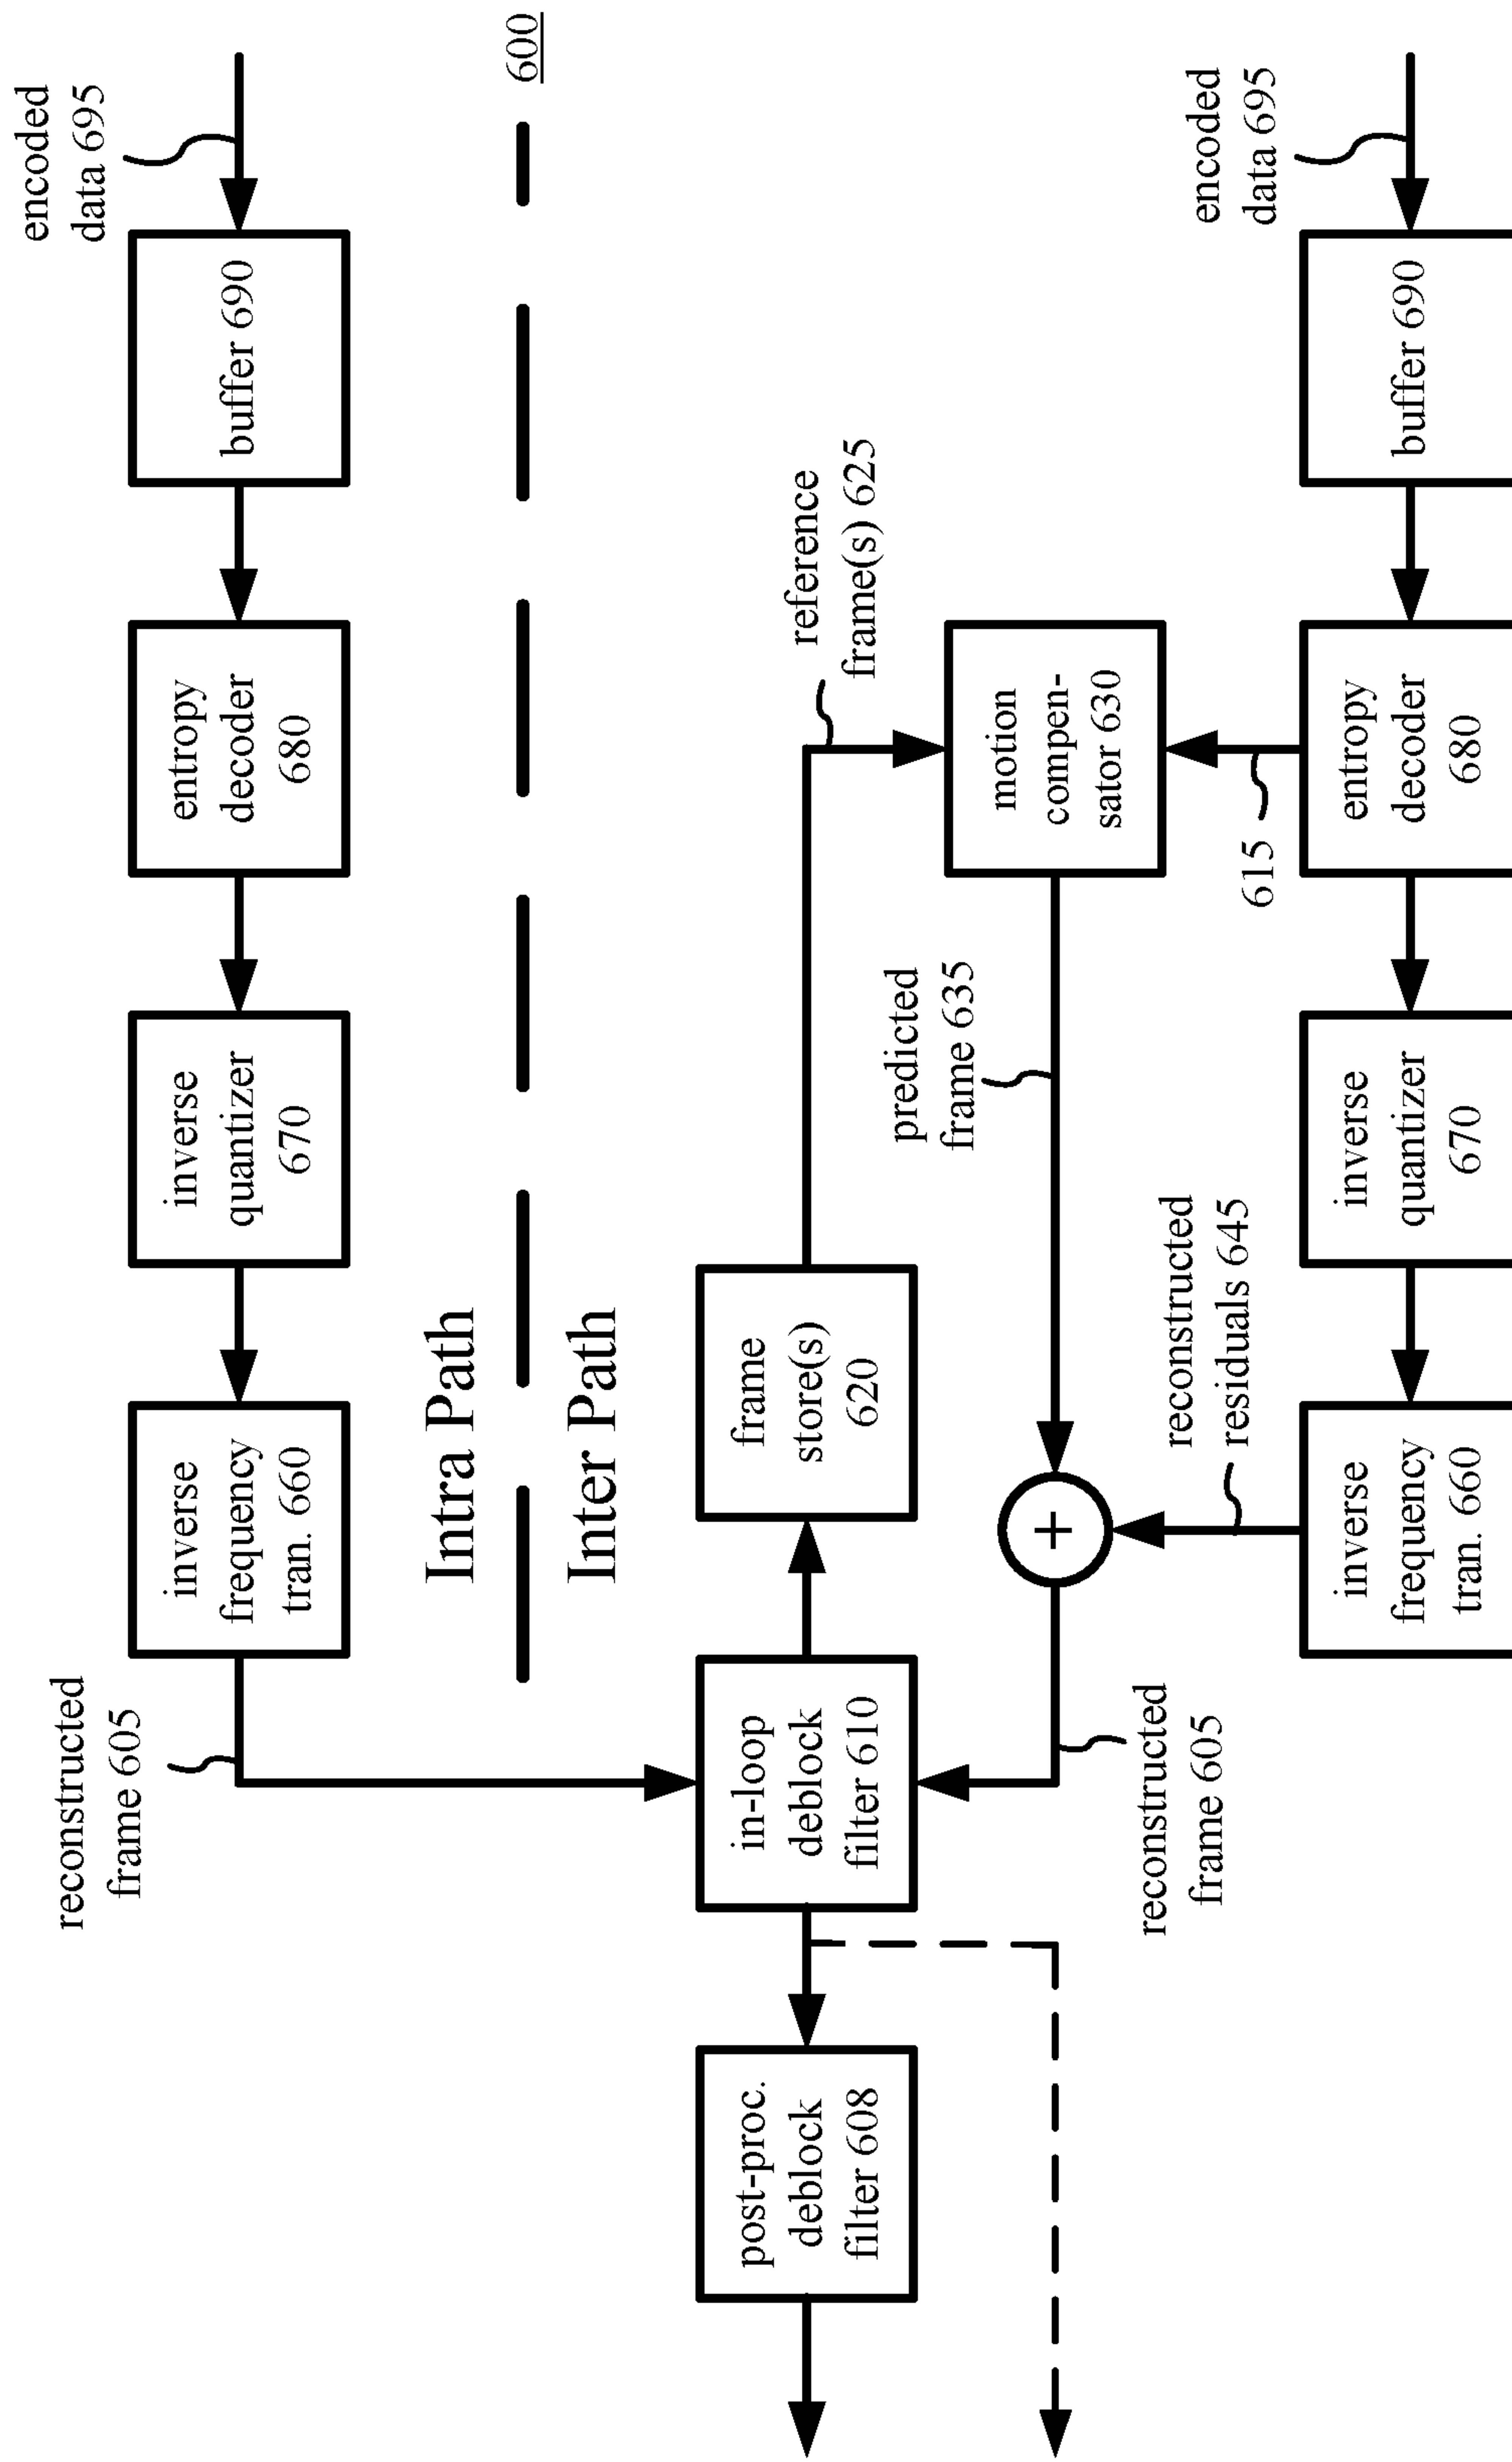 reconstructed
frame 605
encoded
data 695
inverse
frequency
tran. 660
inverse
quantizer
670
entropy
decoder
680
buffer 690
Intra Path
600
Inter Path
post-proc.
deblock
filter 608
in-loop
deblock
filter 610
frame
store(s)
620
reference
frame(s) 625
predicted
frame 635
motion
compen-
sator 630
+
reconstructed
frame 605
reconstructed
residuals 645
615
encoded
data 695
inverse
frequency
tran. 660
inverse
quantizer
670
entropy
decoder
680
buffer 690